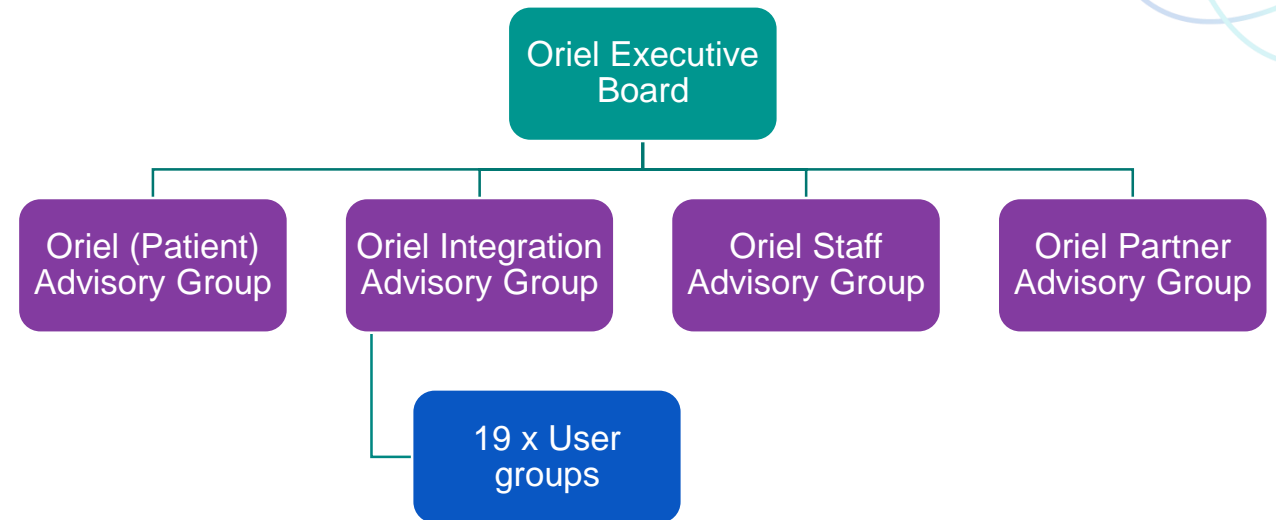 Oriel Executive
Board
Oriel (Patient)
Advisory Group
Oriel Integration
Advisory Group
Oriel Staff
Advisory Group
Oriel Partner
Advisory Group
19 x User
groups